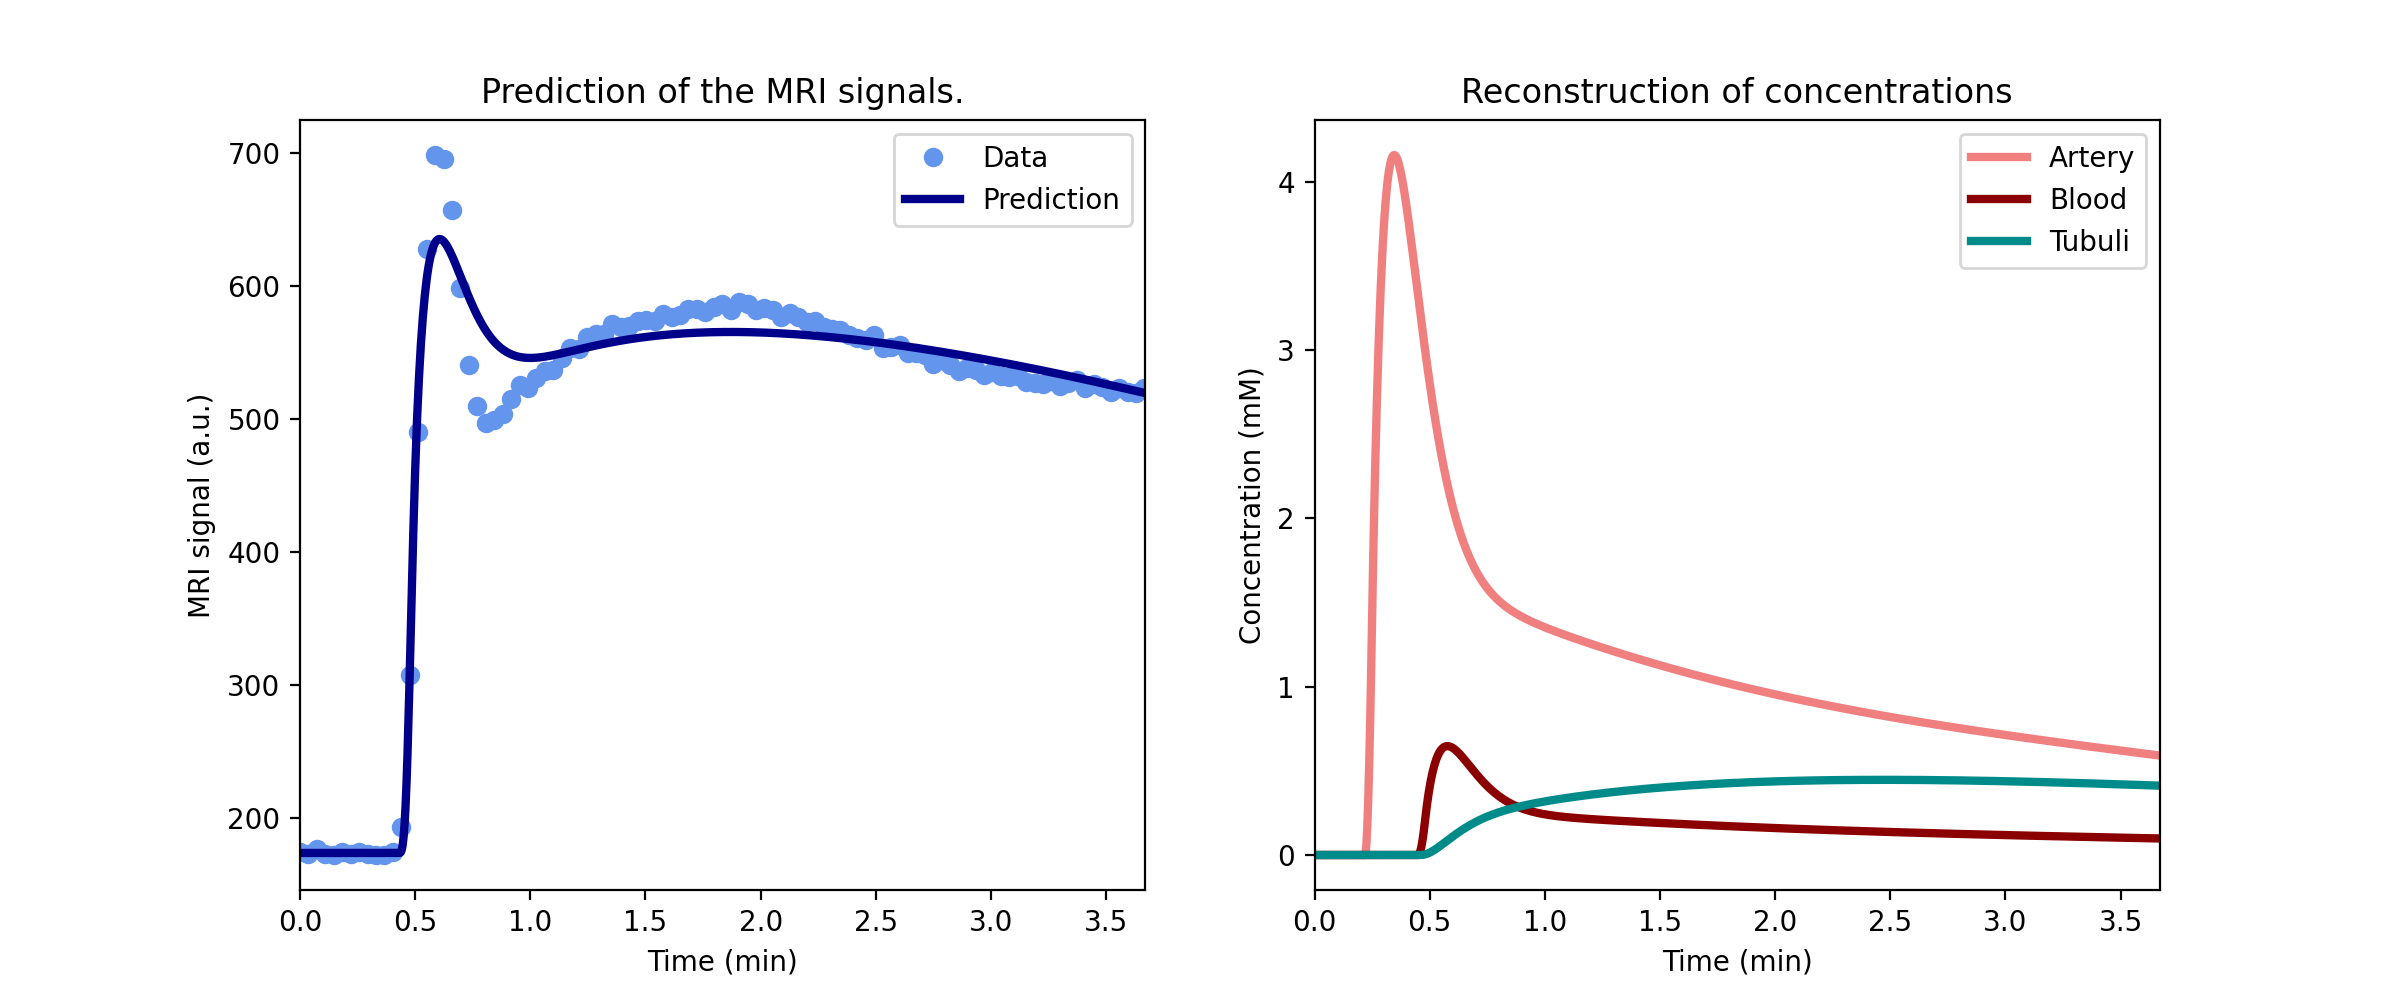 Prediction of the MRI signals.
700
600
500
400
300
200
MRI signal (a.u.)
Data
Prediction
0.0 0.5 1.0 1.5 2.0 2.5 3.0 3.5
Time (min)
Reconstruction of concentrations
4
3
2
1
0
Concentration (mM)
Artery
Blood
Tubuli
0.0 0.5 1.0 1.5 2.0 2.5 3.0 3.5
Time (min)